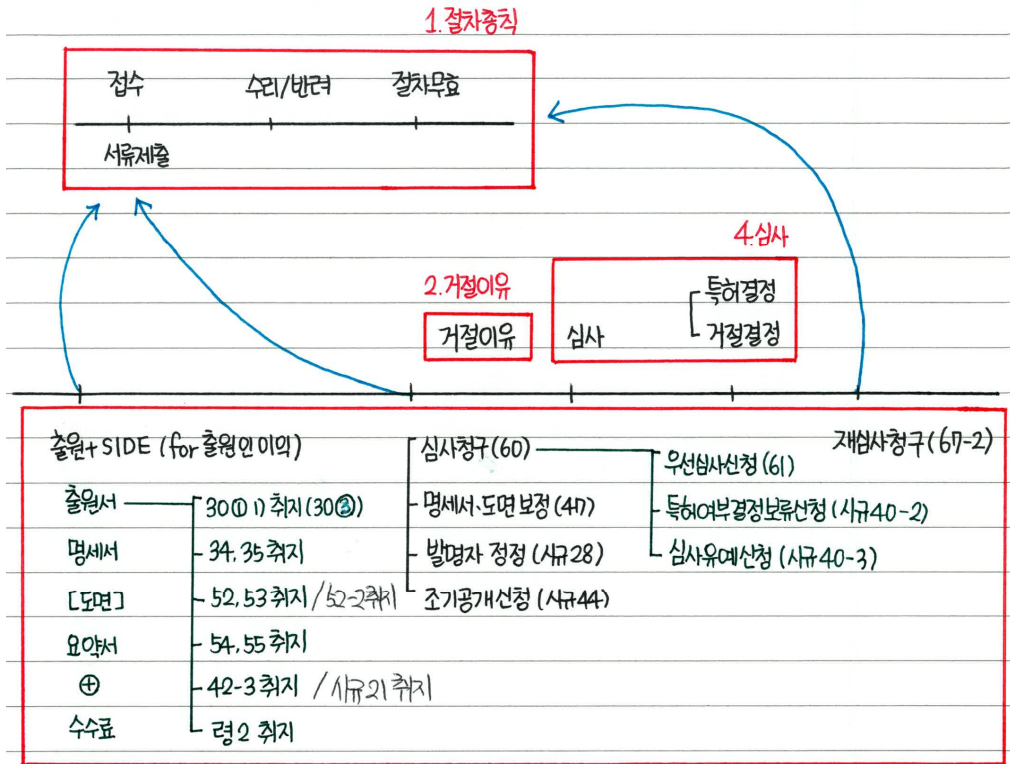 1.절차총칙
접수 수리/반려 절차무효
서류제출
4.심사
2.거절이유
특허결정
거절이유 심사 거절결정
출원+SIDE (for 출원인이익) 심사청구(60) 재심사청구(67-2)
우선심사신청(61)
출원서 30① 1) 취지(30③) 명세서·도면 보정(47) 특허여부결정보류신청(시규40-2)
명세서 34, 35 취지 발명자 정정(시규28) 심사유예신청(시규40-3)
[도면] 52, 53 취지 /52-2취지 조기공개신청(시규44)
요약서 54, 55 취지
⊕ 42-3 취지 /시규21 취지
수수료 령2 취지